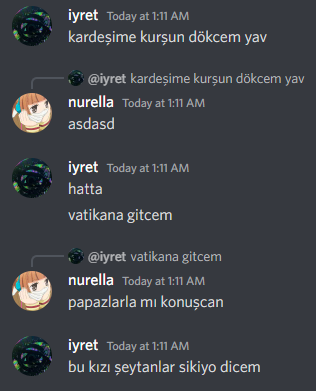 iyret Today at 1:11 AM
kardeşime kurşun dökcem yav
@iyret kardeşime kurşun dökcem yav
nurella Today at 1:11 AM
asdasd
iyret Today at 1:11 AM
hatta
vatikana gitcem
@iyret vatikana gitcem
nurella Today at 1:11 AM
papazlarla mı konuşcan
iyret Today at 1:11 AM
bu kızı şeytanlar sikiyo dicem